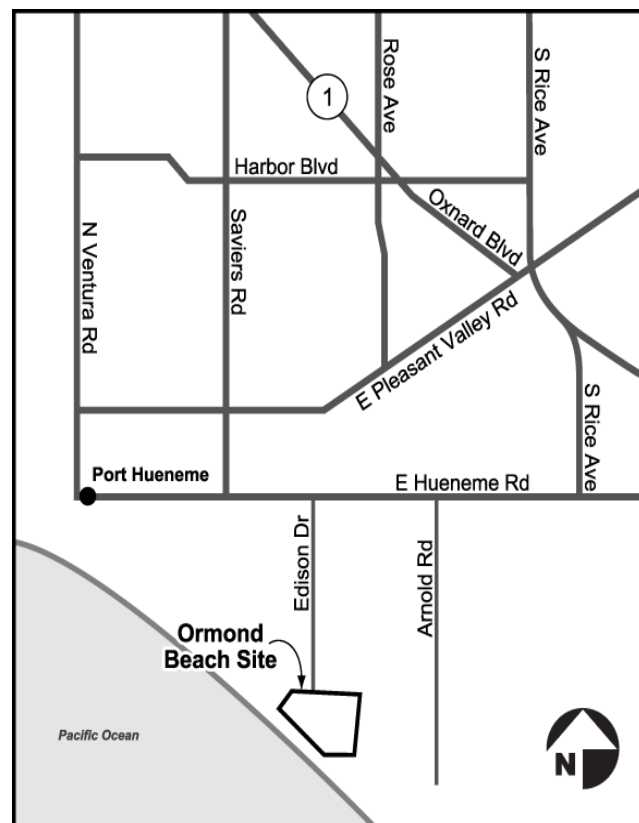 Rose Ave
S Rice Ave
1
Harbor Blvd
Oxnard Blvd
N Ventura Rd
Saviers Rd
E Pleasant Valley Rd
S Rice Ave
Port Hueneme
E Hueneme Rd
Edison Dr
Arnold Rd
Ormond
Beach Site
Pacific Ocean
N